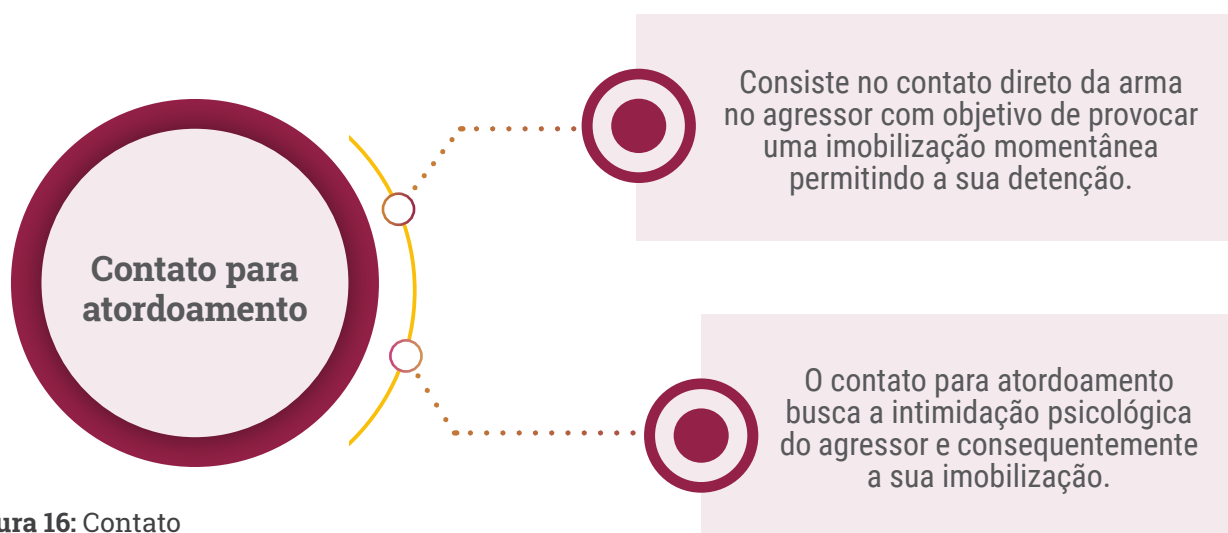 Contato para
atordoamento
Consiste no contato direto da arma
no agressor com objetivo de provocar
uma imobilização momentânea
permitindo a sua detenção.
O contato para atordoamento
busca a intimidação psicológica
do agressor e consequentemente
a sua imobilização.
ura 16: Contato